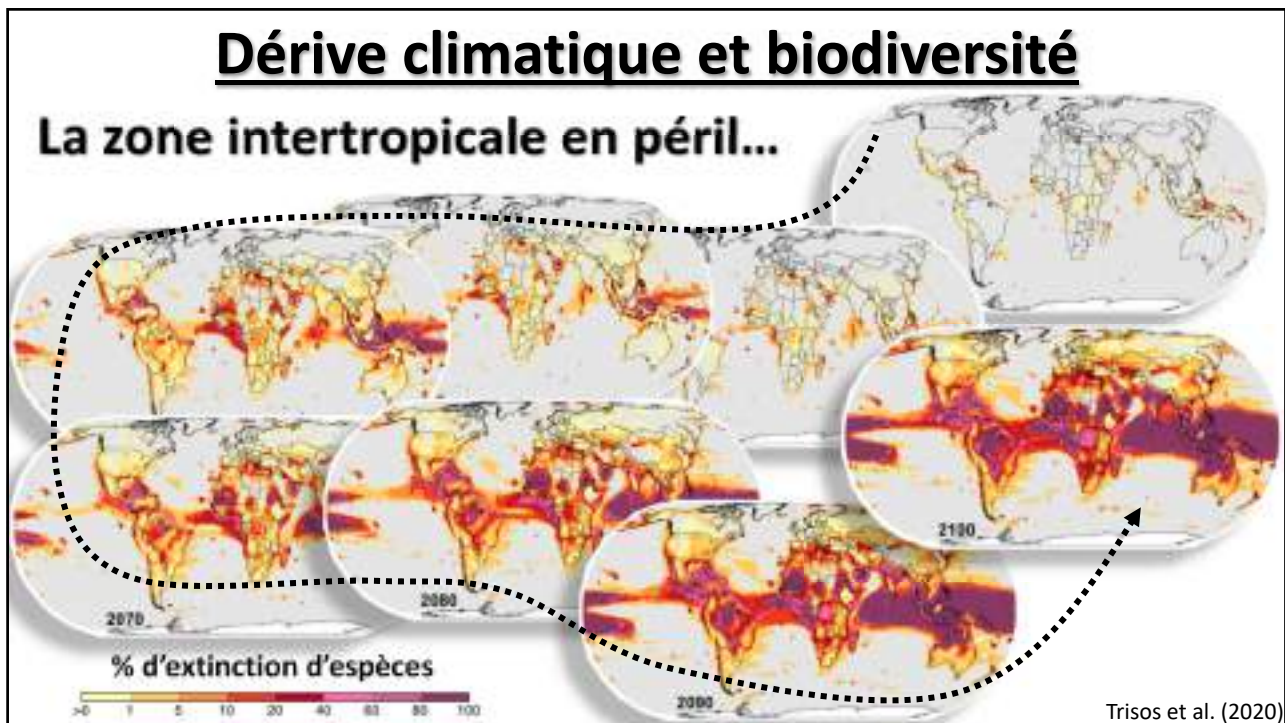 Dérive climatique et biodiversité
La zone intertropicale en péril...
2070
2080
2090
2100
% d'extinction d'espèces
>0 1 5 10 20 40 60 80 100
Trisos et al. (2020)